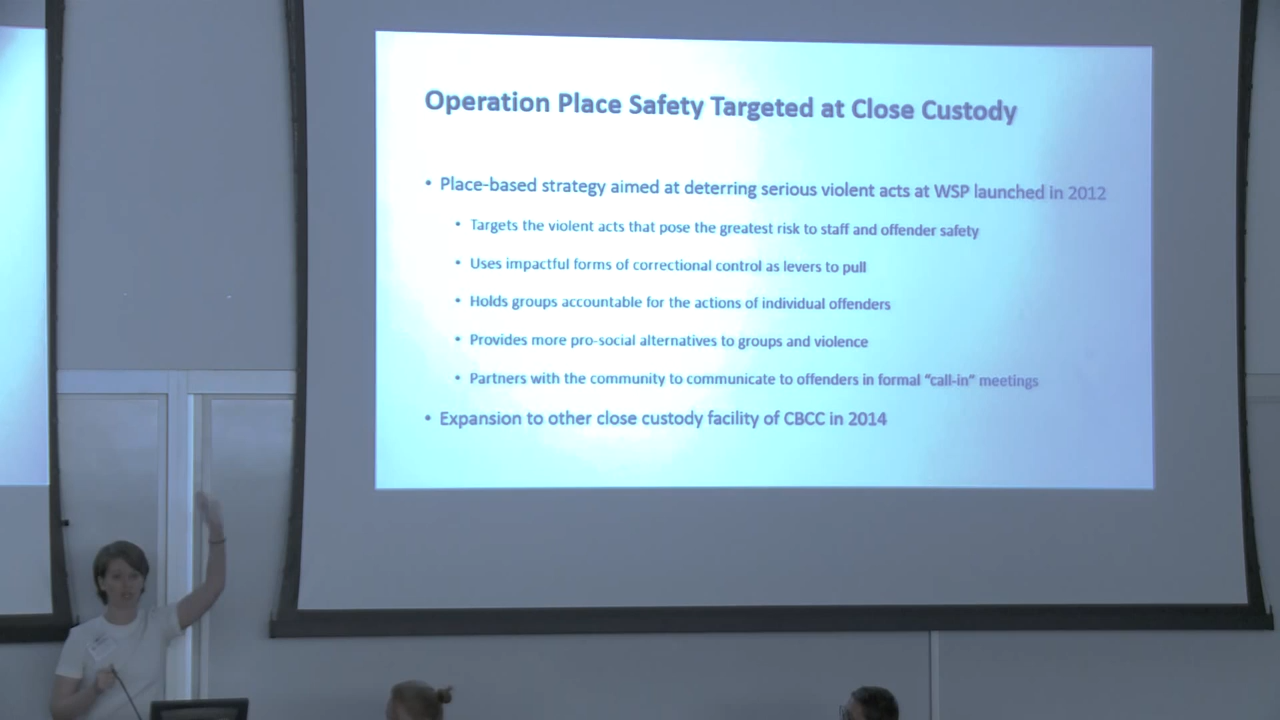 Operation Place Safety Targeted at Close Custody
• Place-based strategy aimed at deterring serious violent acts at WSP launched in 2012
• Targets the violent acts that pose the greatest risk to staff and offender safety
• Uses impactful forms of correctional control as levers to pull
• Holds groups accountable for the actions of individual offenders
• Provides more pro-social alternatives to groups and violence
• Partners with the community to communicate to offenders in formal “call-in” meetings
• Expansion to other close custody facility of CBCC in 2014